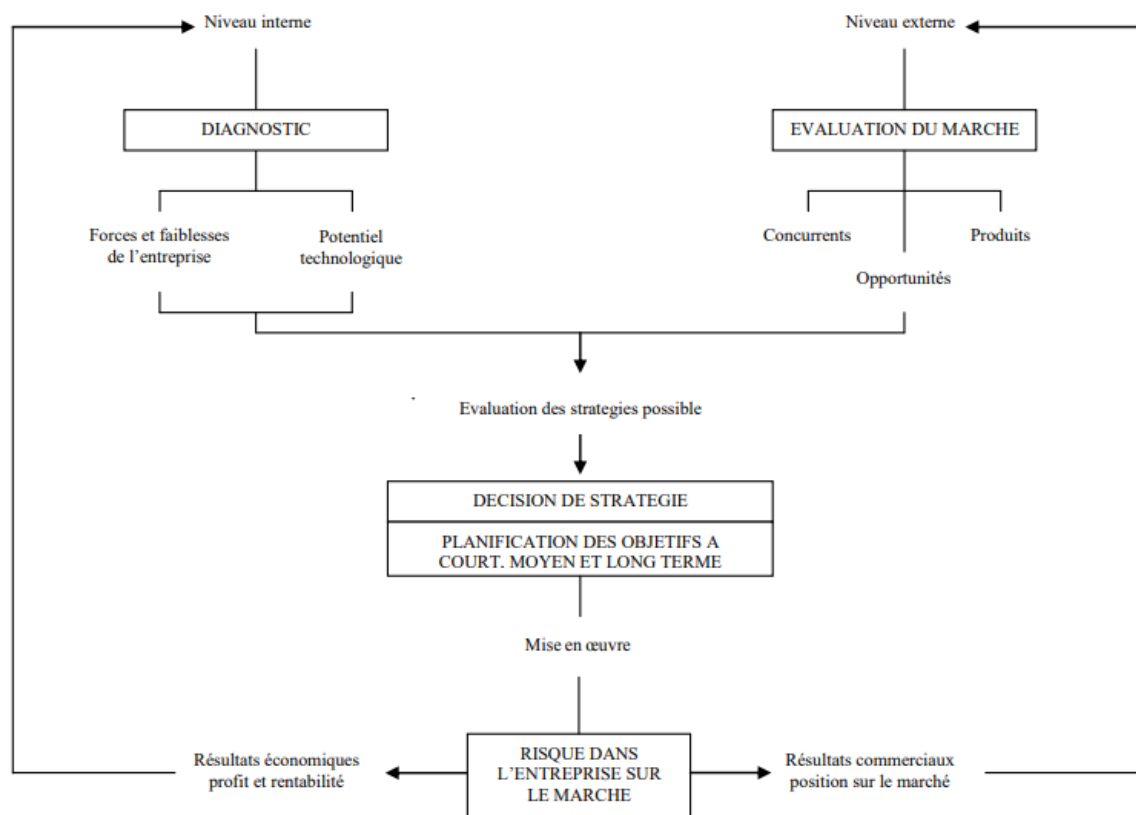 Niveau interne
Niveau externe
DIAGNOSTIC
EVALUATION DU MARCHE
Forces et faiblesses
de l'entreprise
Potentiel
technologique
Concurrents
Produits
Opportunités
Evaluation des strategies possible
DECISION DE STRATEGIE
PLANIFICATION DES OBJETIFS A
COURT. MOYEN ET LONG TERME
Mise en œuvre
Résultats économiques
profit et rentabilité
RISQUE DANS
L'ENTREPRISE SUR
LE MARCHE
Résultats commerciaux
position sur le marché